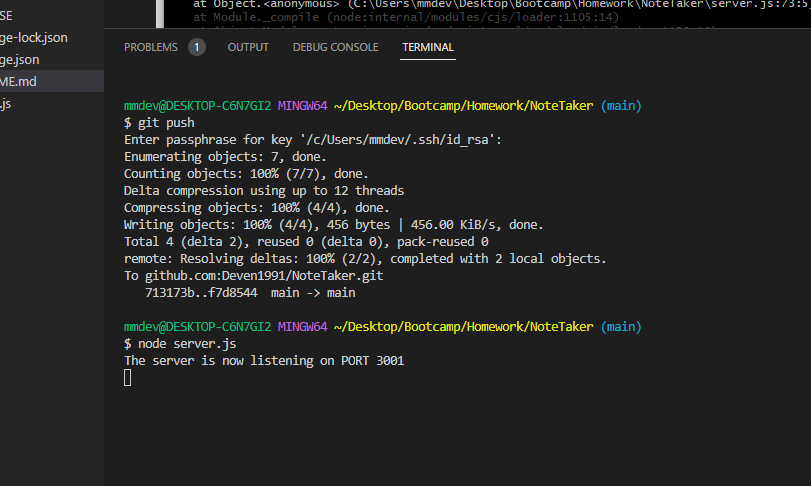 SE
ge-lock.json
ge.json
ME.md
.js
at Object.<anonymous> (C:\Users\mmdev\Desktop\Bootcamp\Homework\NoteTaker\server.js:73:5
at Module._compile (node:internal/modules/cjs/loader:1105:14)
PROBLEMS 1 OUTPUT DEBUG CONSOLE TERMINAL
mmdev@DESKTOP-C6N7GI2 MINGW64 ~/Desktop/Bootcamp/Homework/NoteTaker (main)
$ git push
Enter passphrase for key '/c/Users/mmdev/.ssh/id_rsa':
Enumerating objects: 7, done.
Counting objects: 100% (7/7), done.
Delta compression using up to 12 threads
Compressing objects: 100% (4/4), done.
Writing objects: 100% (4/4), 456 bytes | 456.00 KiB/s, done.
Total 4 (delta 2), reused 0 (delta 0), pack-reused 0
remote: Resolving deltas: 100% (2/2), completed with 2 local objects.
To github.com:Deven1991/NoteTaker.git
713173b..f7d8544  main -> main
mmdev@DESKTOP-C6N7GI2 MINGW64 ~/Desktop/Bootcamp/Homework/NoteTaker (main)
$ node server.js
The server is now listening on PORT 3001